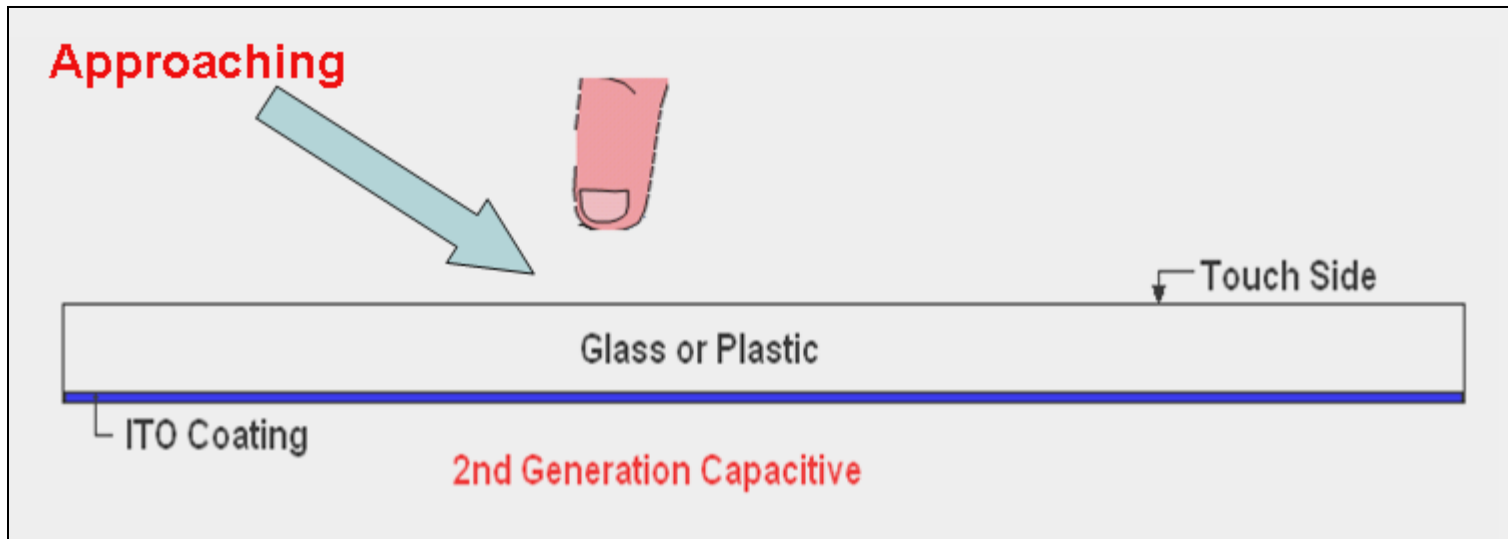 Approaching
Touch Side
Glass or Plastic
ITO Coating
2nd Generation Capacitive